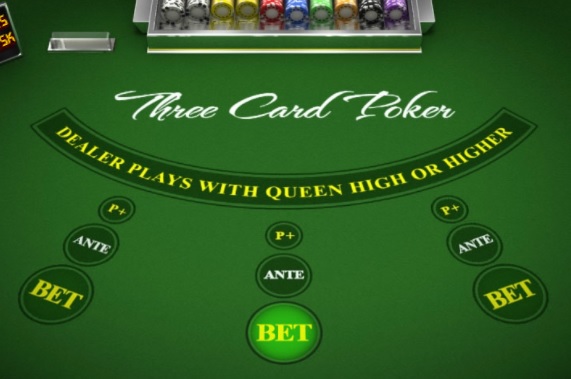 Three Card Poker
DEALER PLAYS WITH QUEEN HIGH OR HIGHER
P+
P+
P+
ANTE
ANTE
ANTE
BET
BET
BET